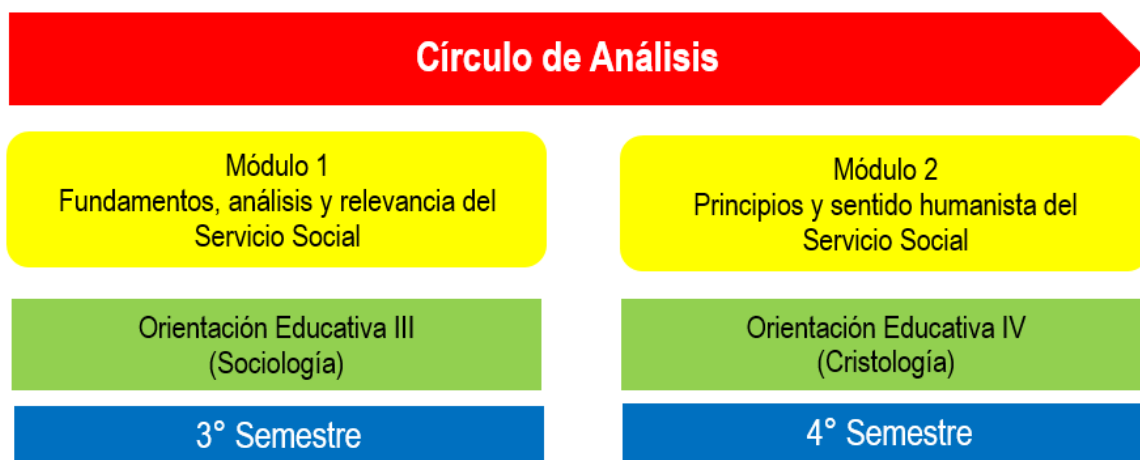 Círculo de Análisis
Módulo 1
Fundamentos, análisis y relevancia del
Servicio Social
Módulo 2
Principios y sentido humanista del
Servicio Social
Orientación Educativa III
(Sociología)
Orientación Educativa IV
(Cristología)
3° Semestre
4° Semestre